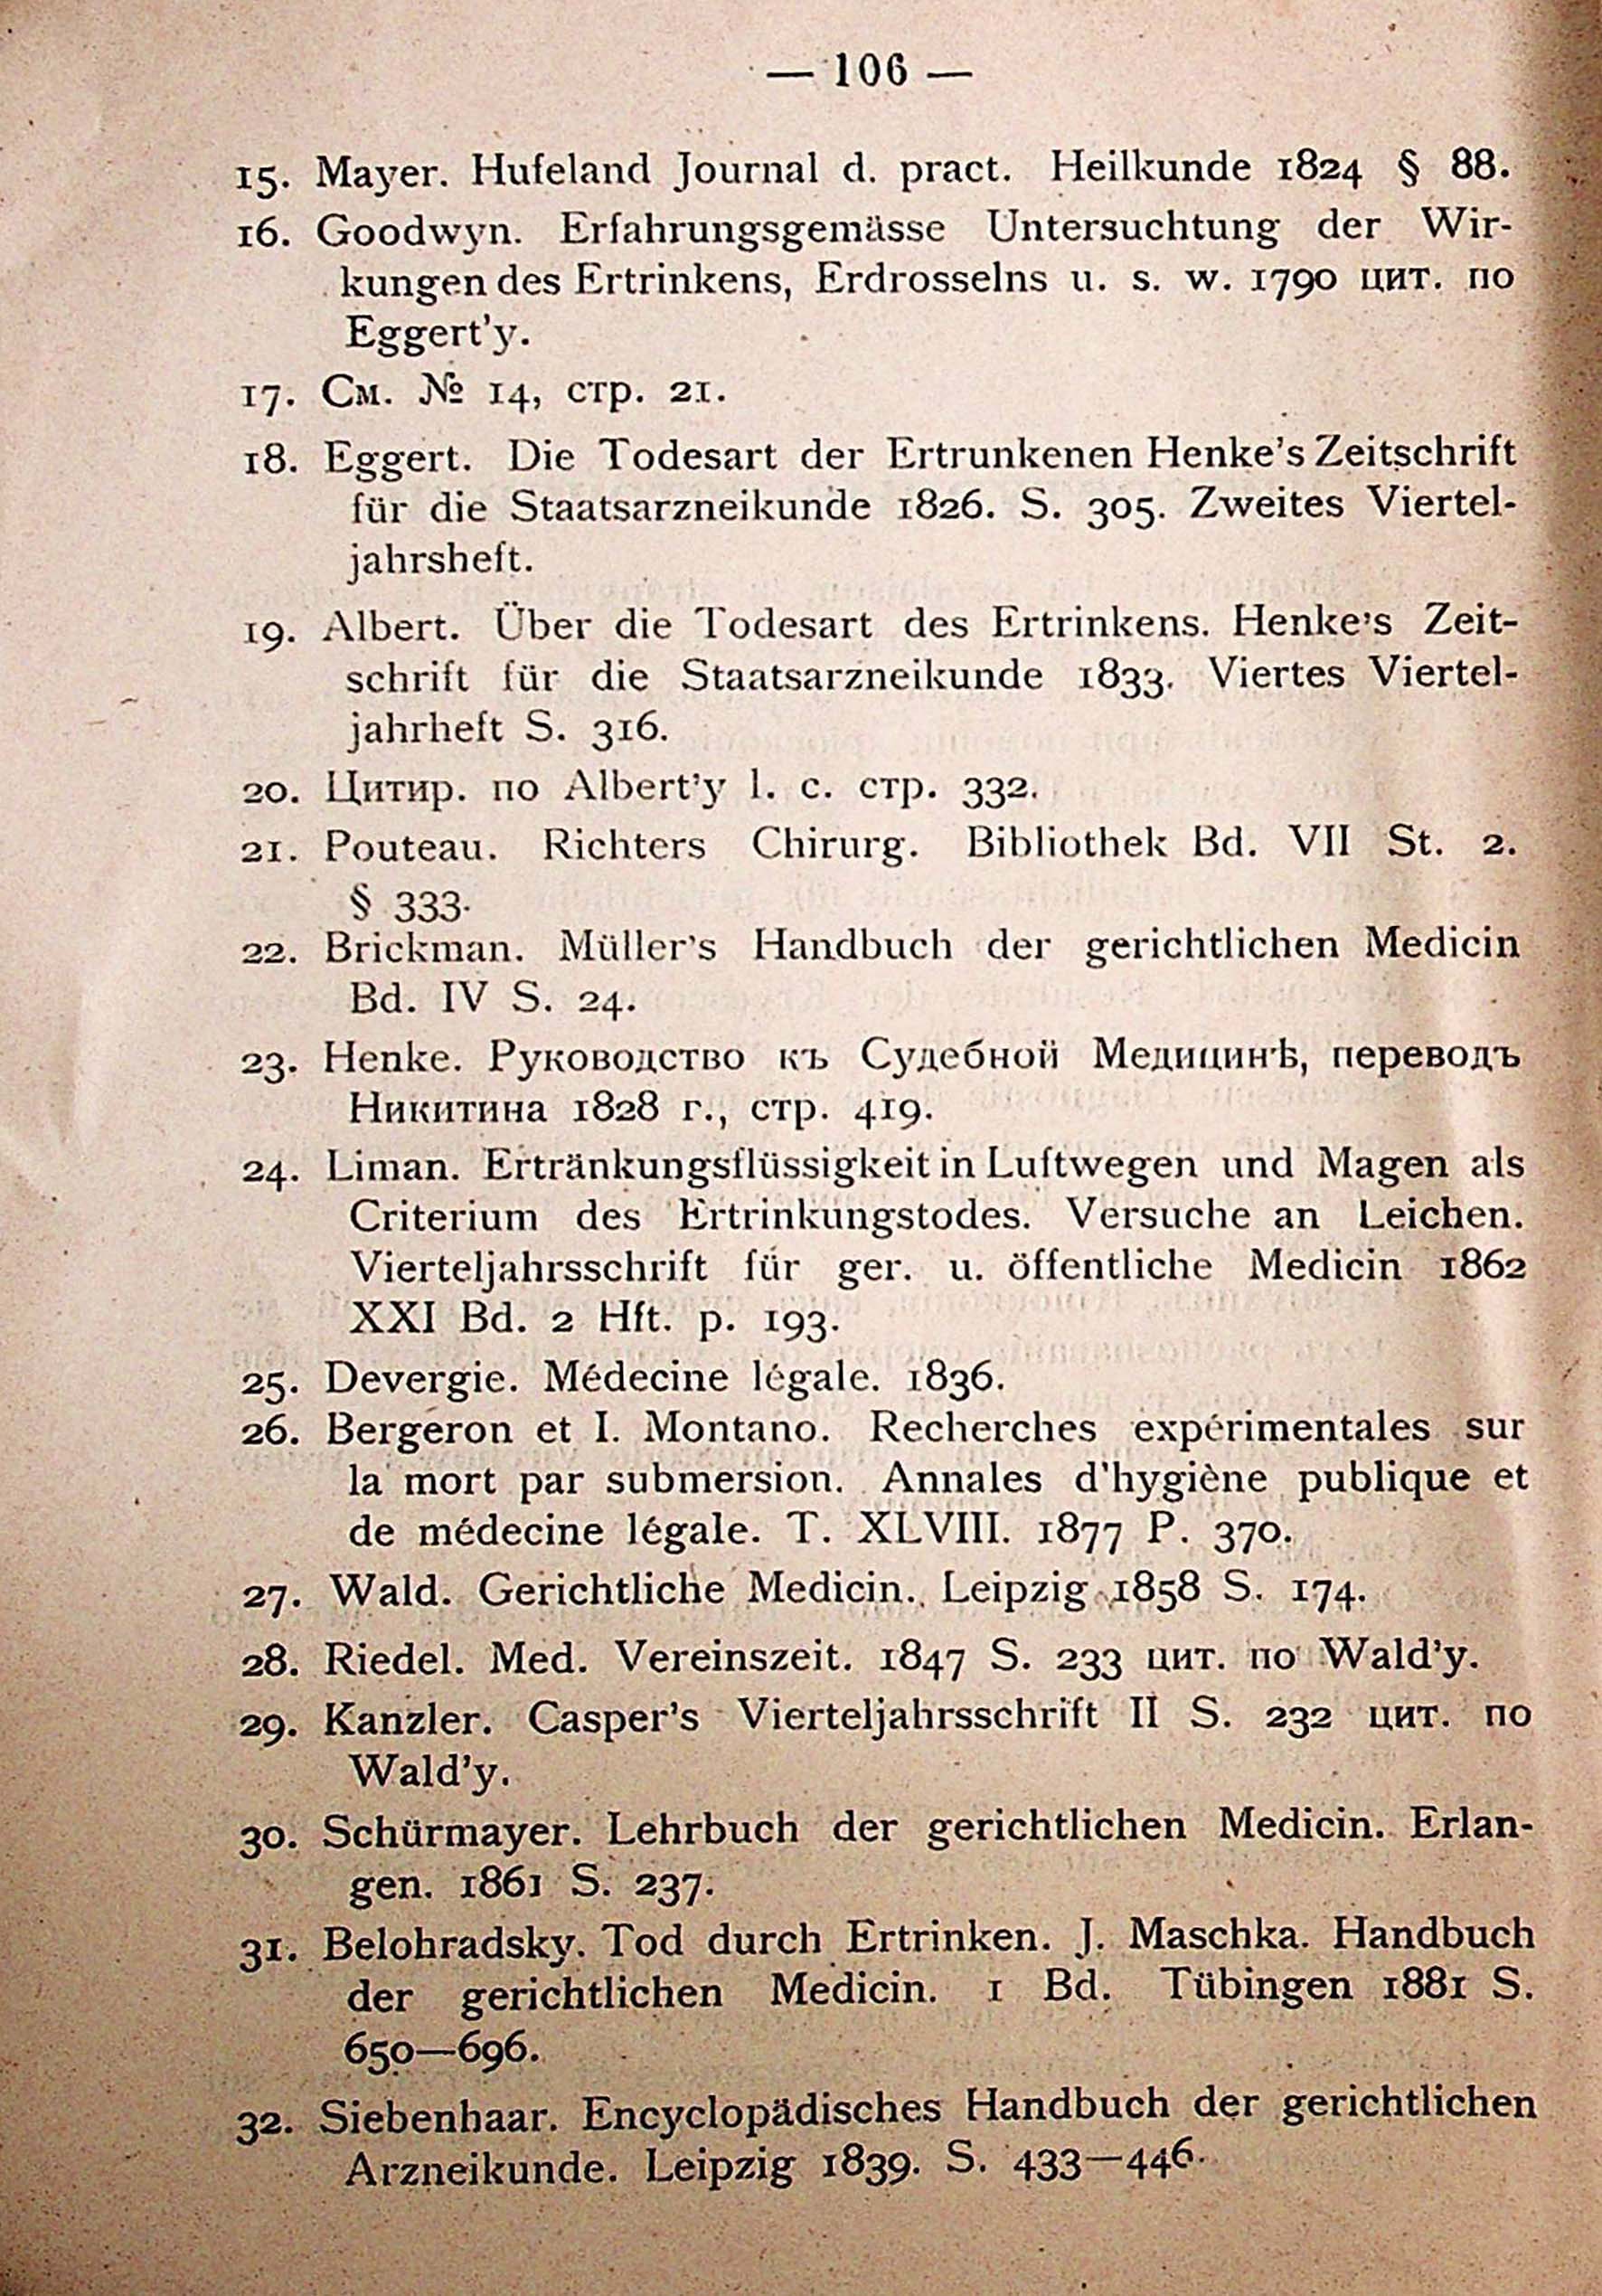 — 106 —
15. Mayer. Hufeland Journal d. pract. Heilkunde 1824 § 88.
16. Goodwyn. Erfahrungsgemässe Untersuchtung der Wir-
kungen des Ertrinkens, Erdrosselns u. s. w. 1790 цит. по
Eggert'y.
17. См. № 14, стр. 21.
18. Eggert. Die Todesart der Ertrunkenen Henke's Zeitschrift
für die Staatsarzneikunde 1826. S. 305. Zweites Viertel-
jahrsheft.
19. Albert. Über die Todesart des Ertrinkens. Henke's Zeit-
schrift für die Staatsarzneikunde 1833. Viertes Viertel-
jahrheft S. 316.
20. Цитир. по Albert'y l. c. стр. 332.
21. Pouteau. Richters Chirurg. Bibliothek Bd. VII St. 2.
§ 333.
22. Brickman. Müller's Handbuch der gerichtlichen Medicin
Bd. IV S. 24.
23. Henke. Руководство къ Судебной Медицинѣ, переводъ
Никитина 1828 г., стр. 419.
24. Liman. Ertränkungsflüssigkeit in Luftwegen und Magen als
Criterium des Ertrinkungstodes. Versuche an Leichen.
Vierteljahrsschrift für ger. u. öffentliche Medicin 1862
XXI Bd. 2 Hft. p. 193.
25. Devergie. Médecine légale. 1836.
26. Bergeron et I. Montano. Recherches expérimentales sur
la mort par submersion. Annales d'hygiène publique et
de médecine légale. T. XLVIII. 1877 P. 370.
27. Wald. Gerichtliche Medicin. Leipzig 1858 S. 174.
28. Riedel. Med. Vereinszeit. 1847 S. 233 цит. по Wald'y.
29. Kanzler. Casper's Vierteljahrsschrift II S. 232 цит. по
Wald'y.
30. Schürmayer. Lehrbuch der gerichtlichen Medicin. Erlan-
gen. 1861 S. 237.
31. Belohradsky. Tod durch Ertrinken. J. Maschka. Handbuch
der gerichtlichen Medicin. 1 Bd. Tübingen 1881 S.
650—696.
32. Siebenhaar. Encyclopädisches Handbuch der gerichtlichen
Arzneikunde. Leipzig 1839. S. 433—446.